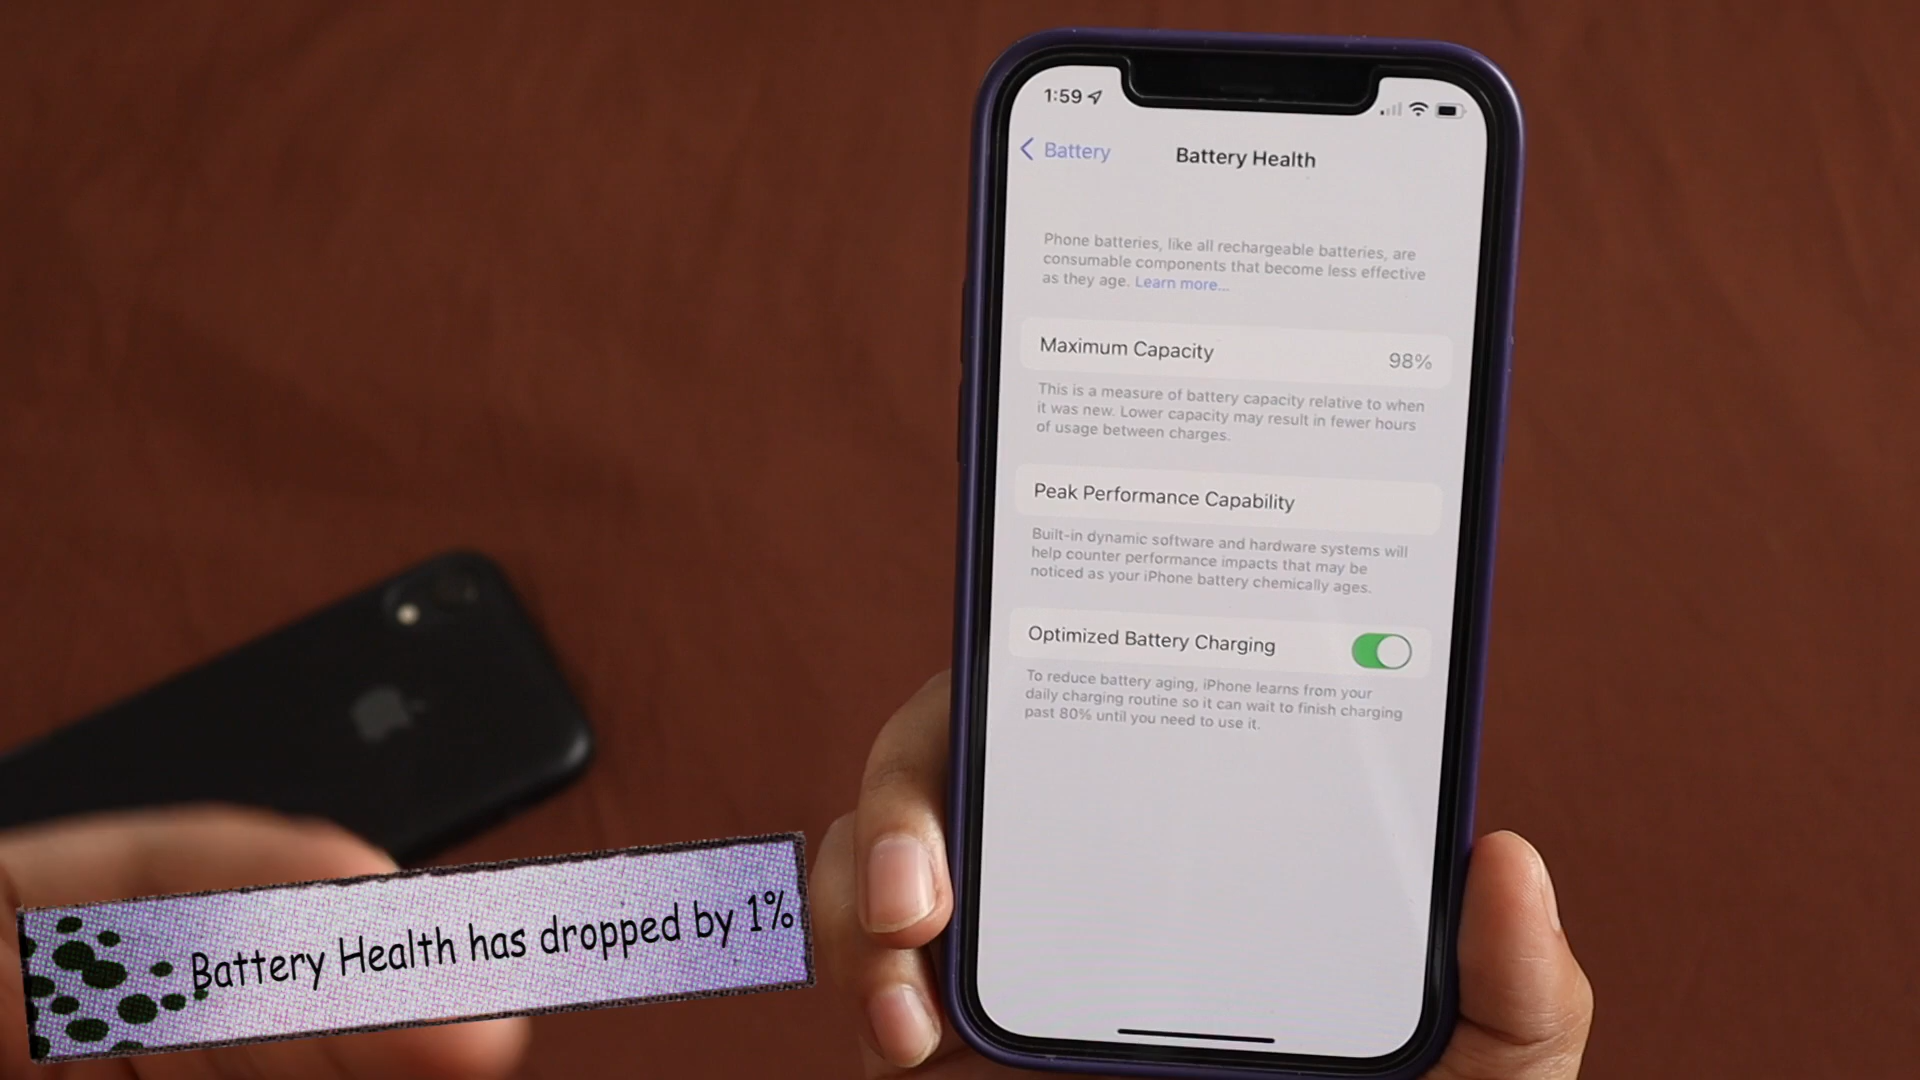 1:59
Battery
Battery Health
Phone batteries, like all rechargeable batteries, are
consumable components that become less effective
as they age. Learn more...
Maximum Capacity 98%
This is a measure of battery capacity relative to when
it was new. Lower capacity may result in fewer hours
of usage between charges.
Peak Performance Capability
Built-in dynamic software and hardware systems will
help counter performance impacts that may be
noticed as your iPhone battery chemically ages.
Optimized Battery Charging
To reduce battery aging, iPhone learns from your
daily charging routine so it can wait to finish charging
past 80% until you need to use it.
Battery Health has dropped by 1%